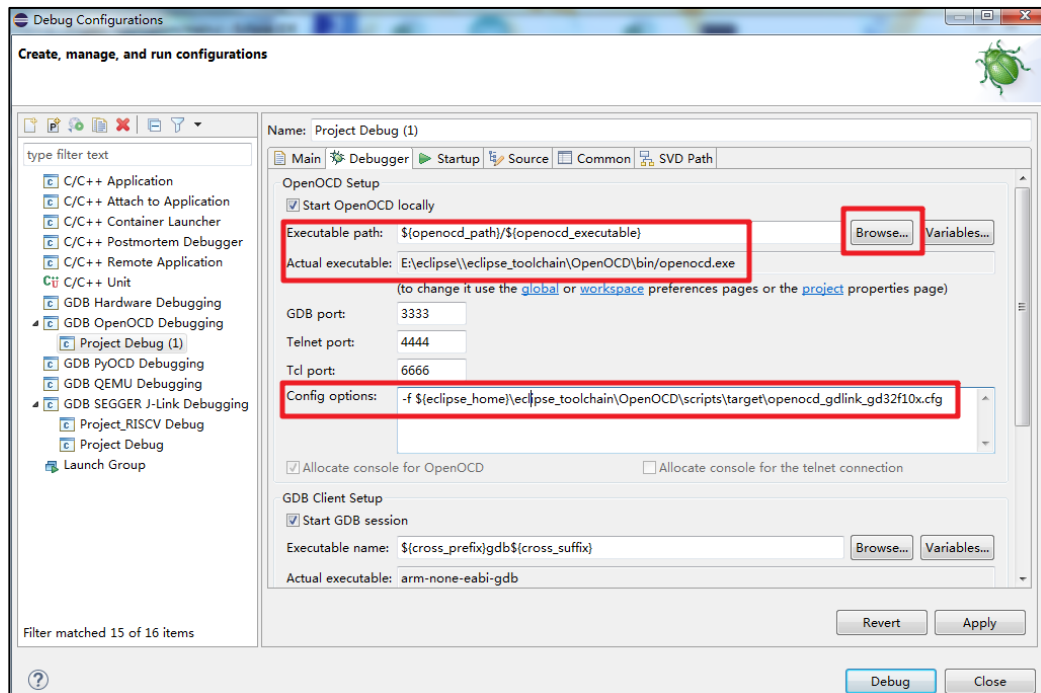 Debug Configurations
Create, manage, and run configurations
type filter text
C/C++ Application
C/C++ Attach to Application
C/C++ Container Launcher
C/C++ Postmortem Debugger
C/C++ Remote Application
C/C++ Unit
GDB Hardware Debugging
GDB OpenOCD Debugging
Project Debug (1)
GDB PyOCD Debugging
GDB QEMU Debugging
GDB SEGGER J-Link Debugging
Project_RISCV Debug
Project Debug
Launch Group
Filter matched 15 of 16 items
Name: Project Debug (1)
Main Debugger Startup Source Common SVD Path
OpenOCD Setup
Start OpenOCD locally
Executable path: ${openocd_path}/${openocd_executable} Browse... Variables...
Actual executable: E:\eclipse\\eclipse_toolchain\OpenOCD\bin/openocd.exe
(to change it use the global or workspace preferences pages or the project properties page)
GDB port: 3333
Telnet port: 4444
Tcl port: 6666
Config options: -f ${eclipse_home}\eclipse_toolchain\OpenOCD\scripts\target\openocd_gdlink_gd32f10x.cfg
Allocate console for OpenOCD Allocate console for the telnet connection
GDB Client Setup
Start GDB session
Executable name: ${cross_prefix}gdb${cross_suffix} Browse... Variables...
Actual executable: arm-none-eabi-gdb
Revert Apply
Debug Close